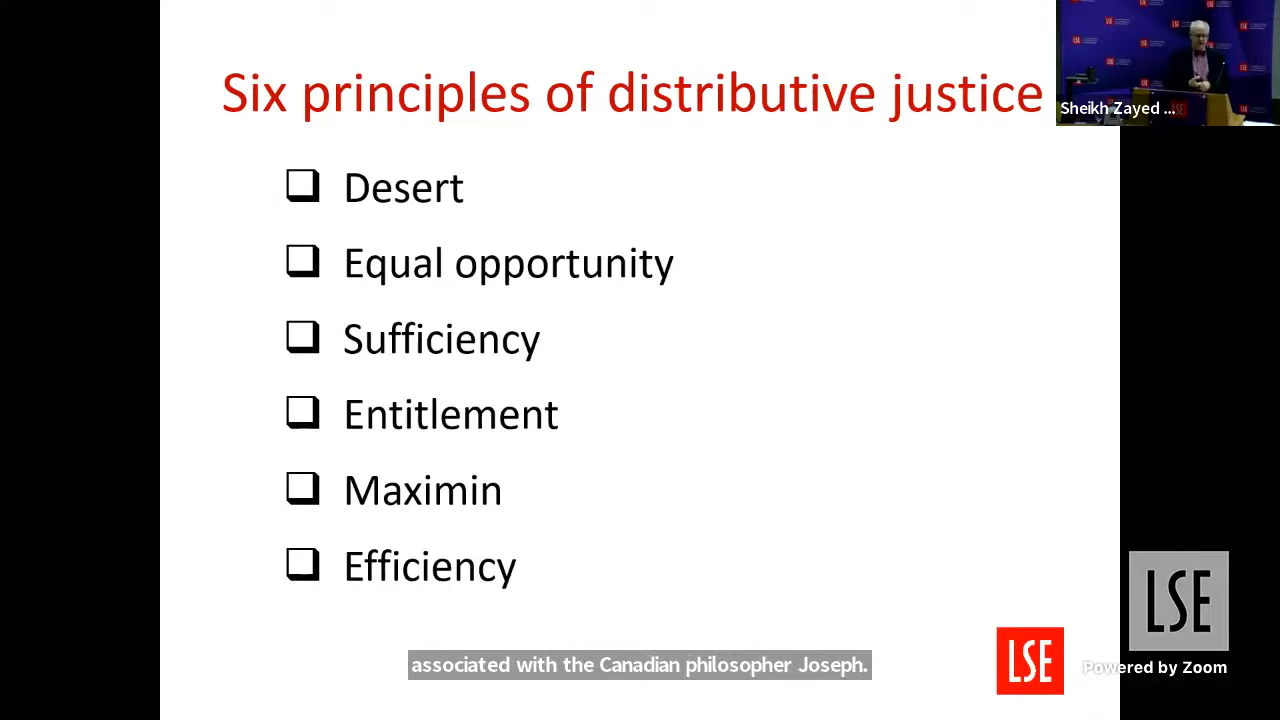 Six principles of distributive justice
Sheikh Zayed ...
Desert
Equal opportunity
Sufficiency
Entitlement
Maximin
Efficiency
associated with the Canadian philosopher Joseph.
LSE
LSE
Powered by Zoom